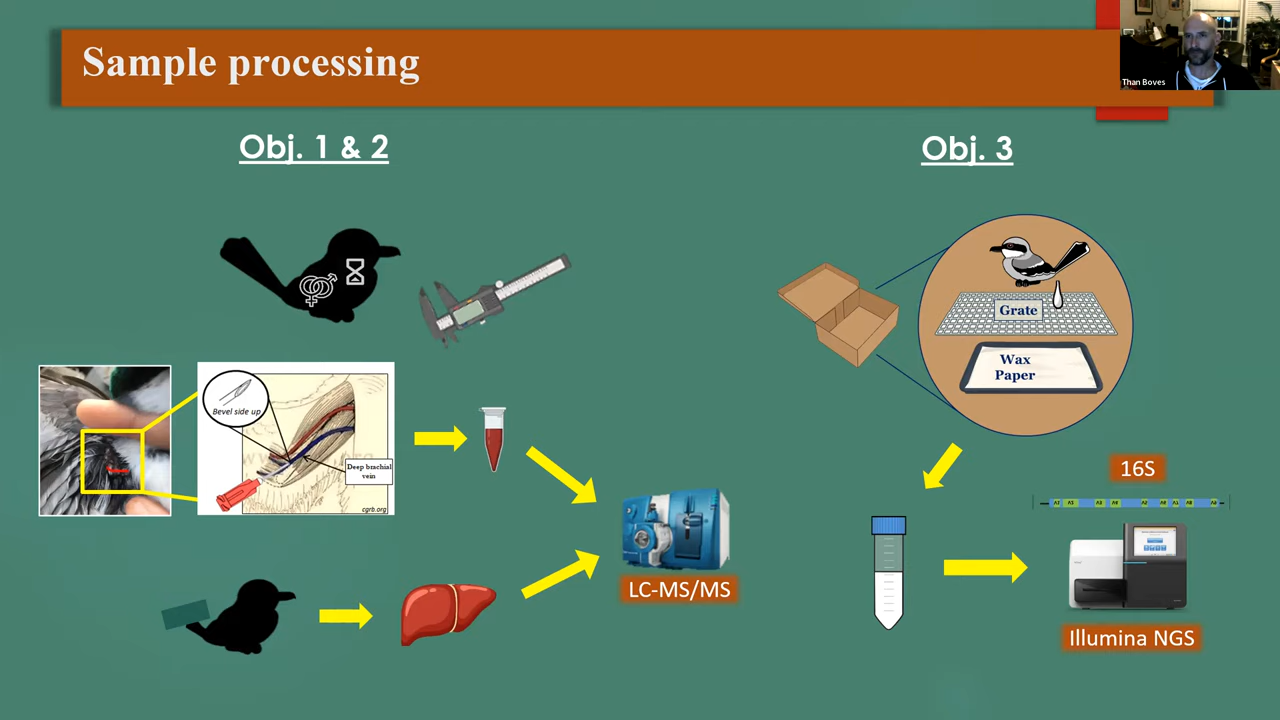 Sample processing
Than Boves
Obj. 1 & 2
Obj. 3
Grate
Wax
Paper
Bevel side up
Deep brachial
vein
cgrb.org
16S
LC-MS/MS
Illumina NGS